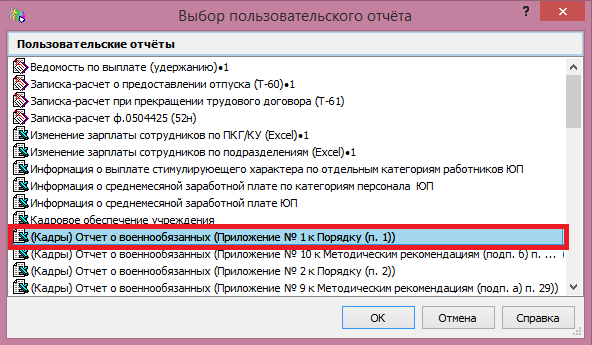 Выбор пользовательского отчёта
?
Пользовательские отчёты
Ведомость по выплате (удержанию)•1
Записка-расчет о предоставлении отпуска (Т-60)•1
Записка-расчет при прекращении трудового договора (Т-61)
Записка-расчет ф.0504425 (52н)
Изменение зарплаты сотрудников по ПКГ/КУ (Excel)•1
Изменение зарплаты сотрудников по подразделениям (Excel)•1
Информация о выплате стимулирующего характера по отдельным категориям работников ЮП
Информация о среднемесяной заработной плате по категориям персонала ЮП
Информация о среднемесяной заработной плате ЮП
Кадровое обеспечение учреждения
(Кадры) Отчет о военнообязанных (Приложение № 1 к Порядку (п. 1))
(Кадры) Отчет о военнообязанных (Приложение № 10 к Методическим рекомендациям (подп. б) п. ... (
(Кадры) Отчет о военнообязанных (Приложение № 2 к Порядку (п. 2))
(Кадры) Отчет о военнообязанных (Приложение № 9 к Методическим рекомендациям (подп. а) п. 29))
ОК Отмена Справка